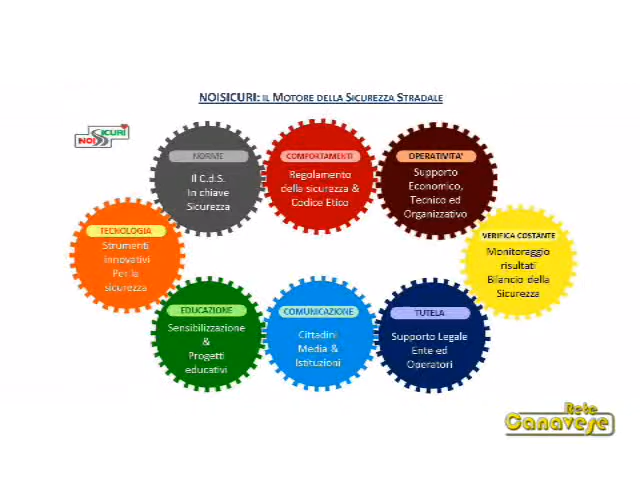 NOISICURI: IL MOTORE DELLA SICUREZZA STRADALE
NOISICURI
NORME
Il C.d.S.
In chiave
Sicurezza
COMPORTAMENTI
Regolamento
della sicurezza &
Codice Etico
OPERATIVITA'
Supporto
Economico,
Tecnico ed
Organizzativo
TECNOLOGIA
Strumenti
innovativi
Per la
sicurezza
VERIFICA COSTANTE
Monitoraggio
risultati
Bilancio della
Sicurezza
EDUCAZIONE
Sensibilizzazione
&
Progetti
educativi
COMUNICAZIONE
Cittadini
Media &
Istituzioni
TUTELA
Supporto Legale
Ente ed
Operatori
Rete
Canavese